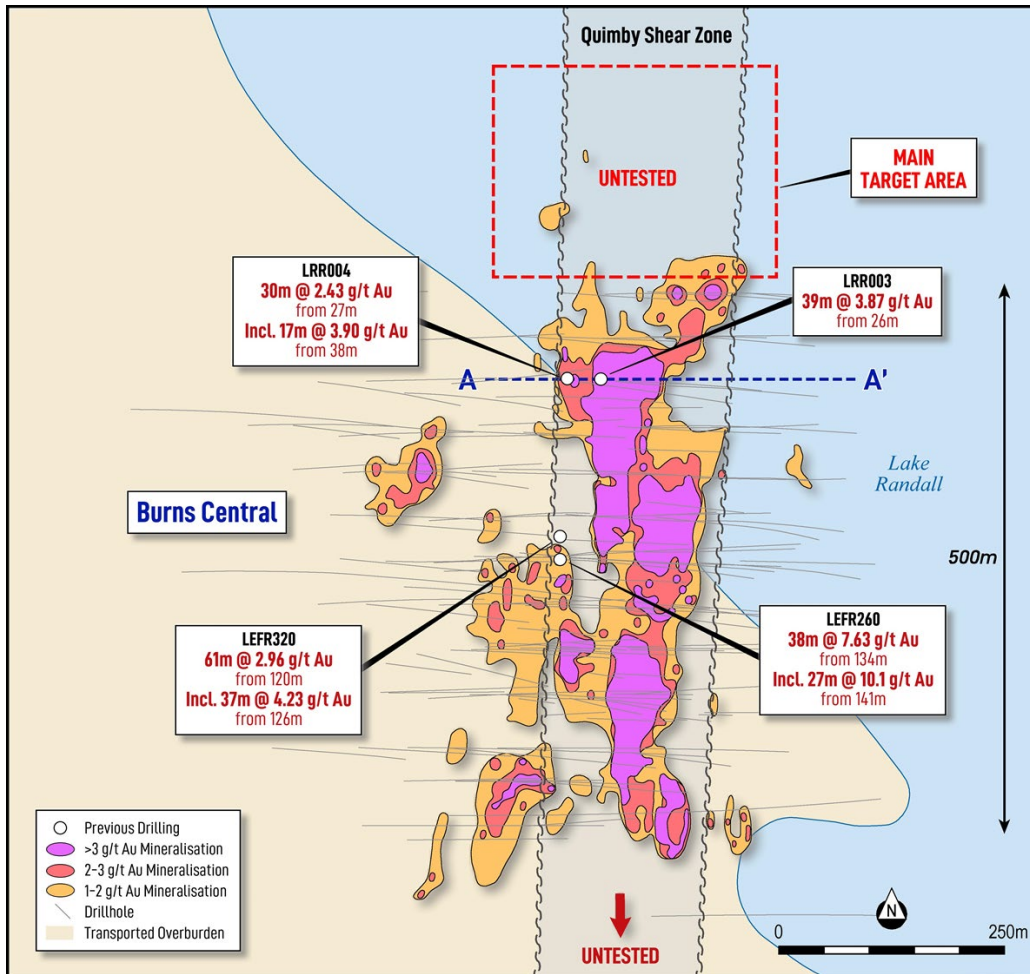 Quimby Shear Zone
UNTESTED
MAIN
TARGET AREA
LRR004
30m @ 2.43 g/t Au
from 27m
Incl. 17m @ 3.90 g/t Au
from 38m
LRR003
39m @ 3.87 g/t Au
from 26m
A
A'
Lake
Randall
Burns Central
500m
LEFR320
61m @ 2.96 g/t Au
from 120m
Incl. 37m @ 4.23 g/t Au
from 126m
LEFR260
38m @ 7.63 g/t Au
from 134m
Incl. 27m @ 10.1 g/t Au
from 141m
Previous Drilling
>3 g/t Au Mineralisation
2-3 g/t Au Mineralisation
1-2 g/t Au Mineralisation
Drillhole
Transported Overburden
UNTESTED
N
0
250m